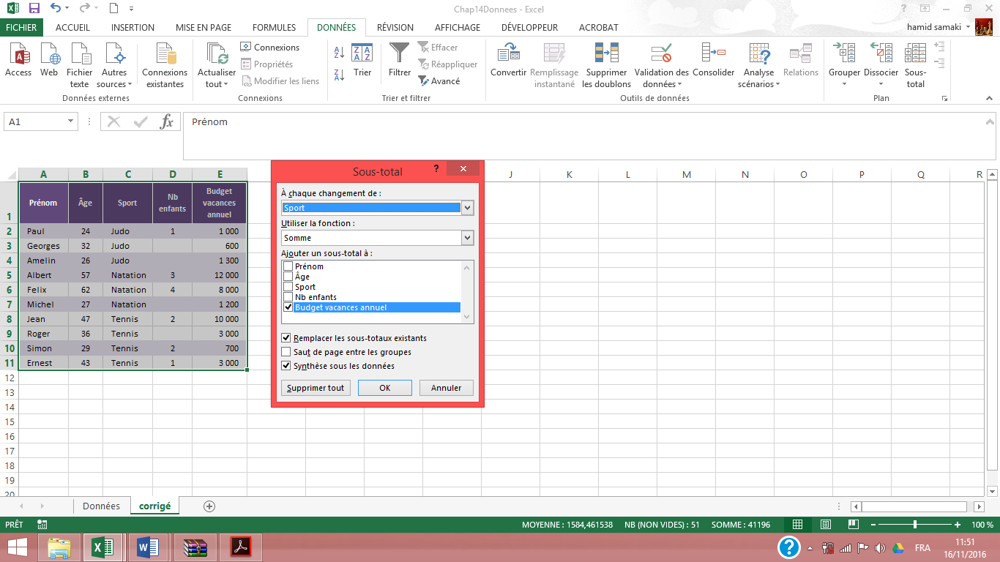 Chap14Donnees - Excel
FICHIER ACCUEIL INSERTION MISE EN PAGE FORMULES DONNÉES RÉVISION AFFICHAGE DÉVELOPPEUR ACROBAT hamid samaki
Access Web Fichier texte Autres sources
Connexions existantes
Données externes
Actualiser tout
Connexions
Propriétés
Modifier les liens
Connexions
Trier
Filtrer
Effacer
Réappliquer
Avancé
Trier et filtrer
Convertir
Remplissage instantané
Supprimer les doublons
Validation des données
Consolider
Analyse scénarios
Relations
Outils de données
Grouper
Dissocier
Sous-total
Plan
A1 fx Prénom
A B C D E J K L M N O P Q R
1 Prénom Âge Sport Nb enfants Budget vacances annuel
2 Paul 24 Judo 1 1 000
3 Georges 32 Judo 600
4 Amelin 26 Judo 1 300
5 Albert 57 Natation 3 12 000
6 Felix 62 Natation 4 8 000
7 Michel 27 Natation 1 200
8 Jean 47 Tennis 2 10 000
9 Roger 36 Tennis 3 000
10 Simon 29 Tennis 2 700
11 Ernest 43 Tennis 1 3 000
12
13
14
15
16
17
18
19
20
Sous-total ?
À chaque changement de :
Sport
Utiliser la fonction :
Somme
Ajouter un sous-total à :
Prénom
Âge
Sport
Nb enfants
Budget vacances annuel
Remplacer les sous-totaux existants
Saut de page entre les groupes
Synthèse sous les données
Supprimer tout OK Annuler
Données corrigé
PRÊT MOYENNE : 1584,461538 NB (NON VIDES) : 51 SOMME : 41196 100 %
FRA 11:51
16/11/2016